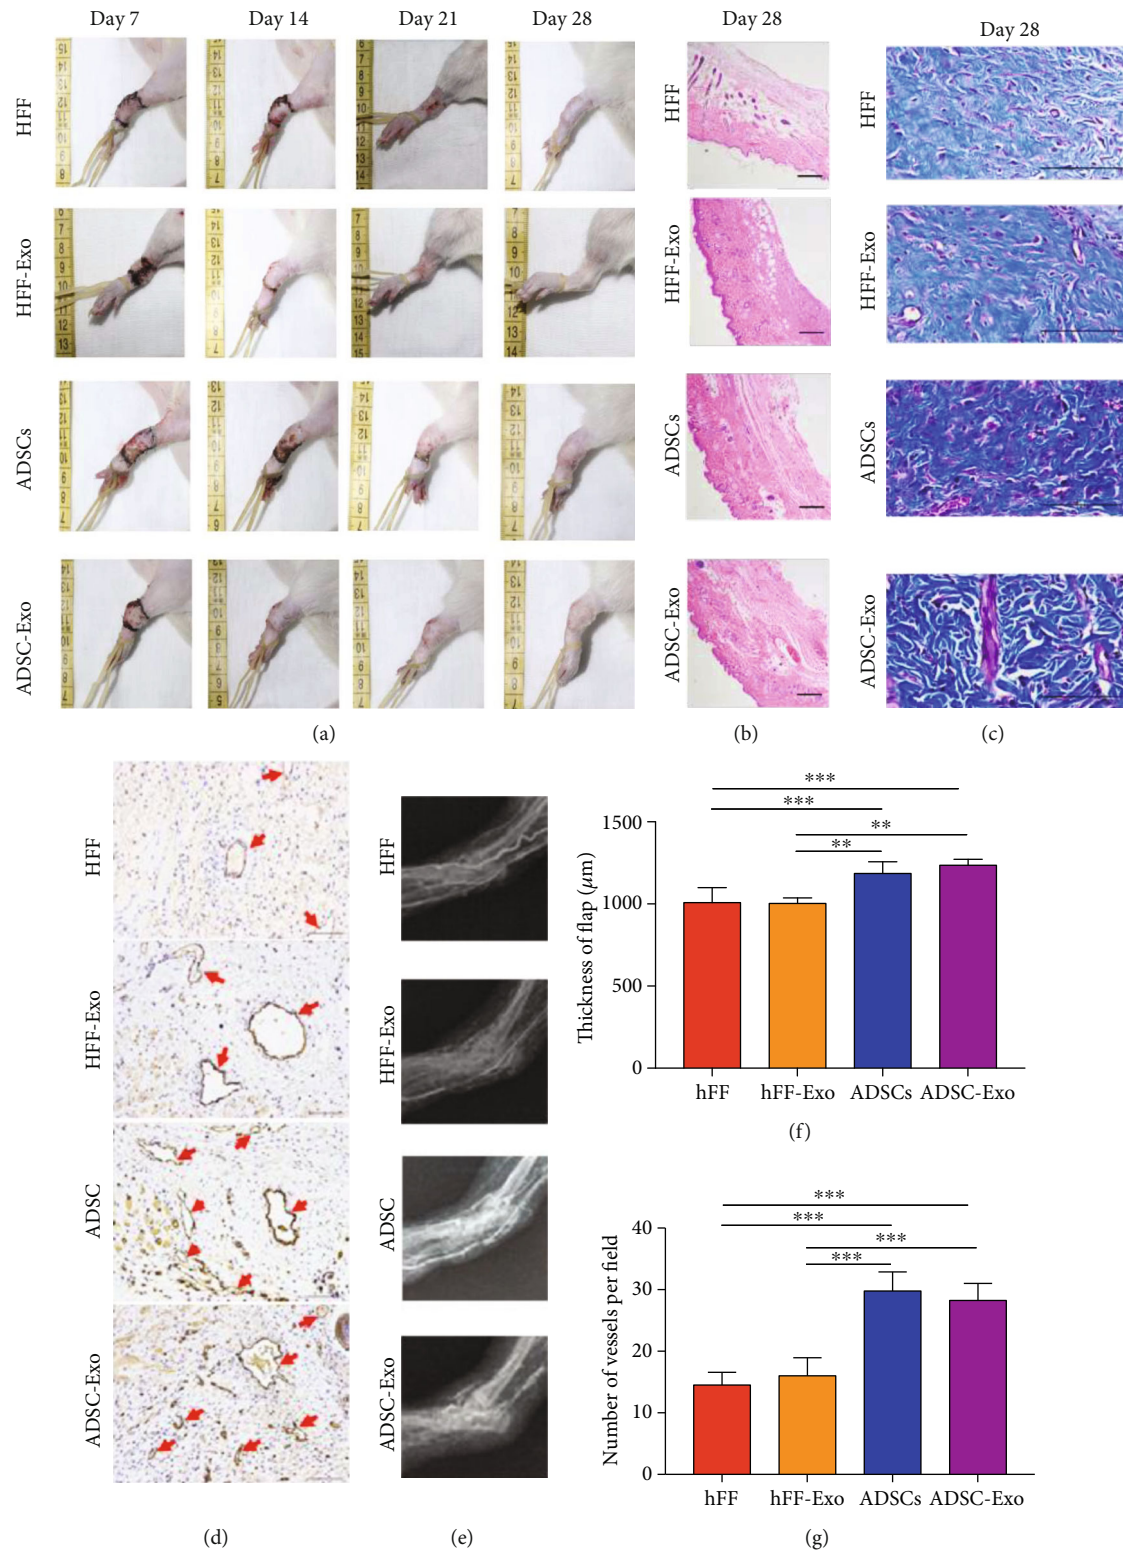 Day 7 Day 14 Day 21 Day 28 Day 28 Day 28
HFF HFF
HFF-Exo HFF-Exo HFF-Exo
ADSCs ADSCs ADSCs
ADSC-Exo ADSC-Exo ADSC-Exo
(a) (b) (c)
HFF HFF
HFF-Exo HFF-Exo
ADSC ADSC
ADSC-Exo ADSC-Exo
(d) (e)
***
***
**
**
Thickness of flap (μm)
1500
1000
500
0
hFF hFF-Exo ADSCs ADSC-Exo
(f)
***
***
***
***
Number of vessels per field
40
30
20
10
0
hFF hFF-Exo ADSCs ADSC-Exo
(g)